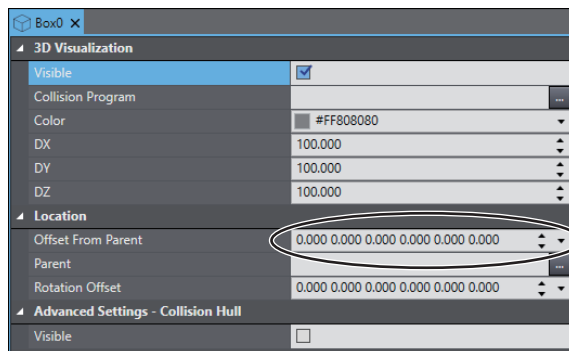 Box0
3D Visualization
Visible
Collision Program ...
Color #FF808080
DX 100.000
DY 100.000
DZ 100.000
Location
Offset From Parent 0.000 0.000 0.000 0.000 0.000 0.000
Parent ...
Rotation Offset 0.000 0.000 0.000 0.000 0.000 0.000
Advanced Settings - Collision Hull
Visible